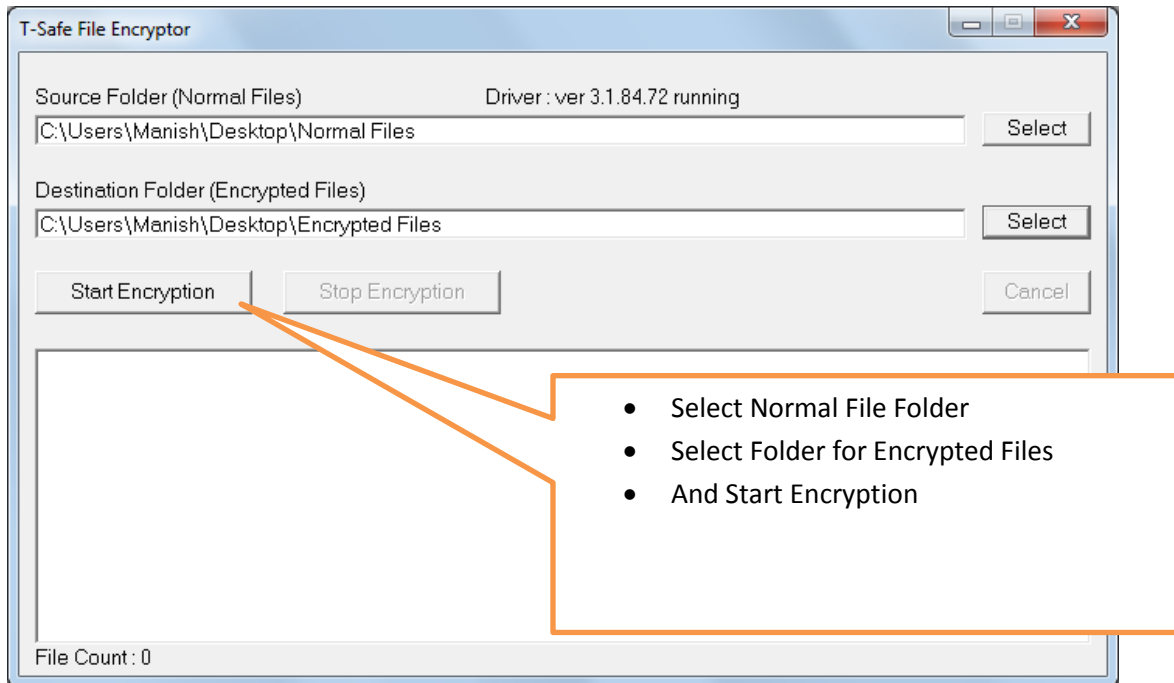 T-Safe File Encryptor
Source Folder (Normal Files) Driver : ver 3.1.84.72 running
C:\Users\Manish\Desktop\Normal Files Select
Destination Folder (Encrypted Files)
C:\Users\Manish\Desktop\Encrypted Files Select
Start Encryption Stop Encryption Cancel
• Select Normal File Folder
• Select Folder for Encrypted Files
• And Start Encryption
File Count : 0